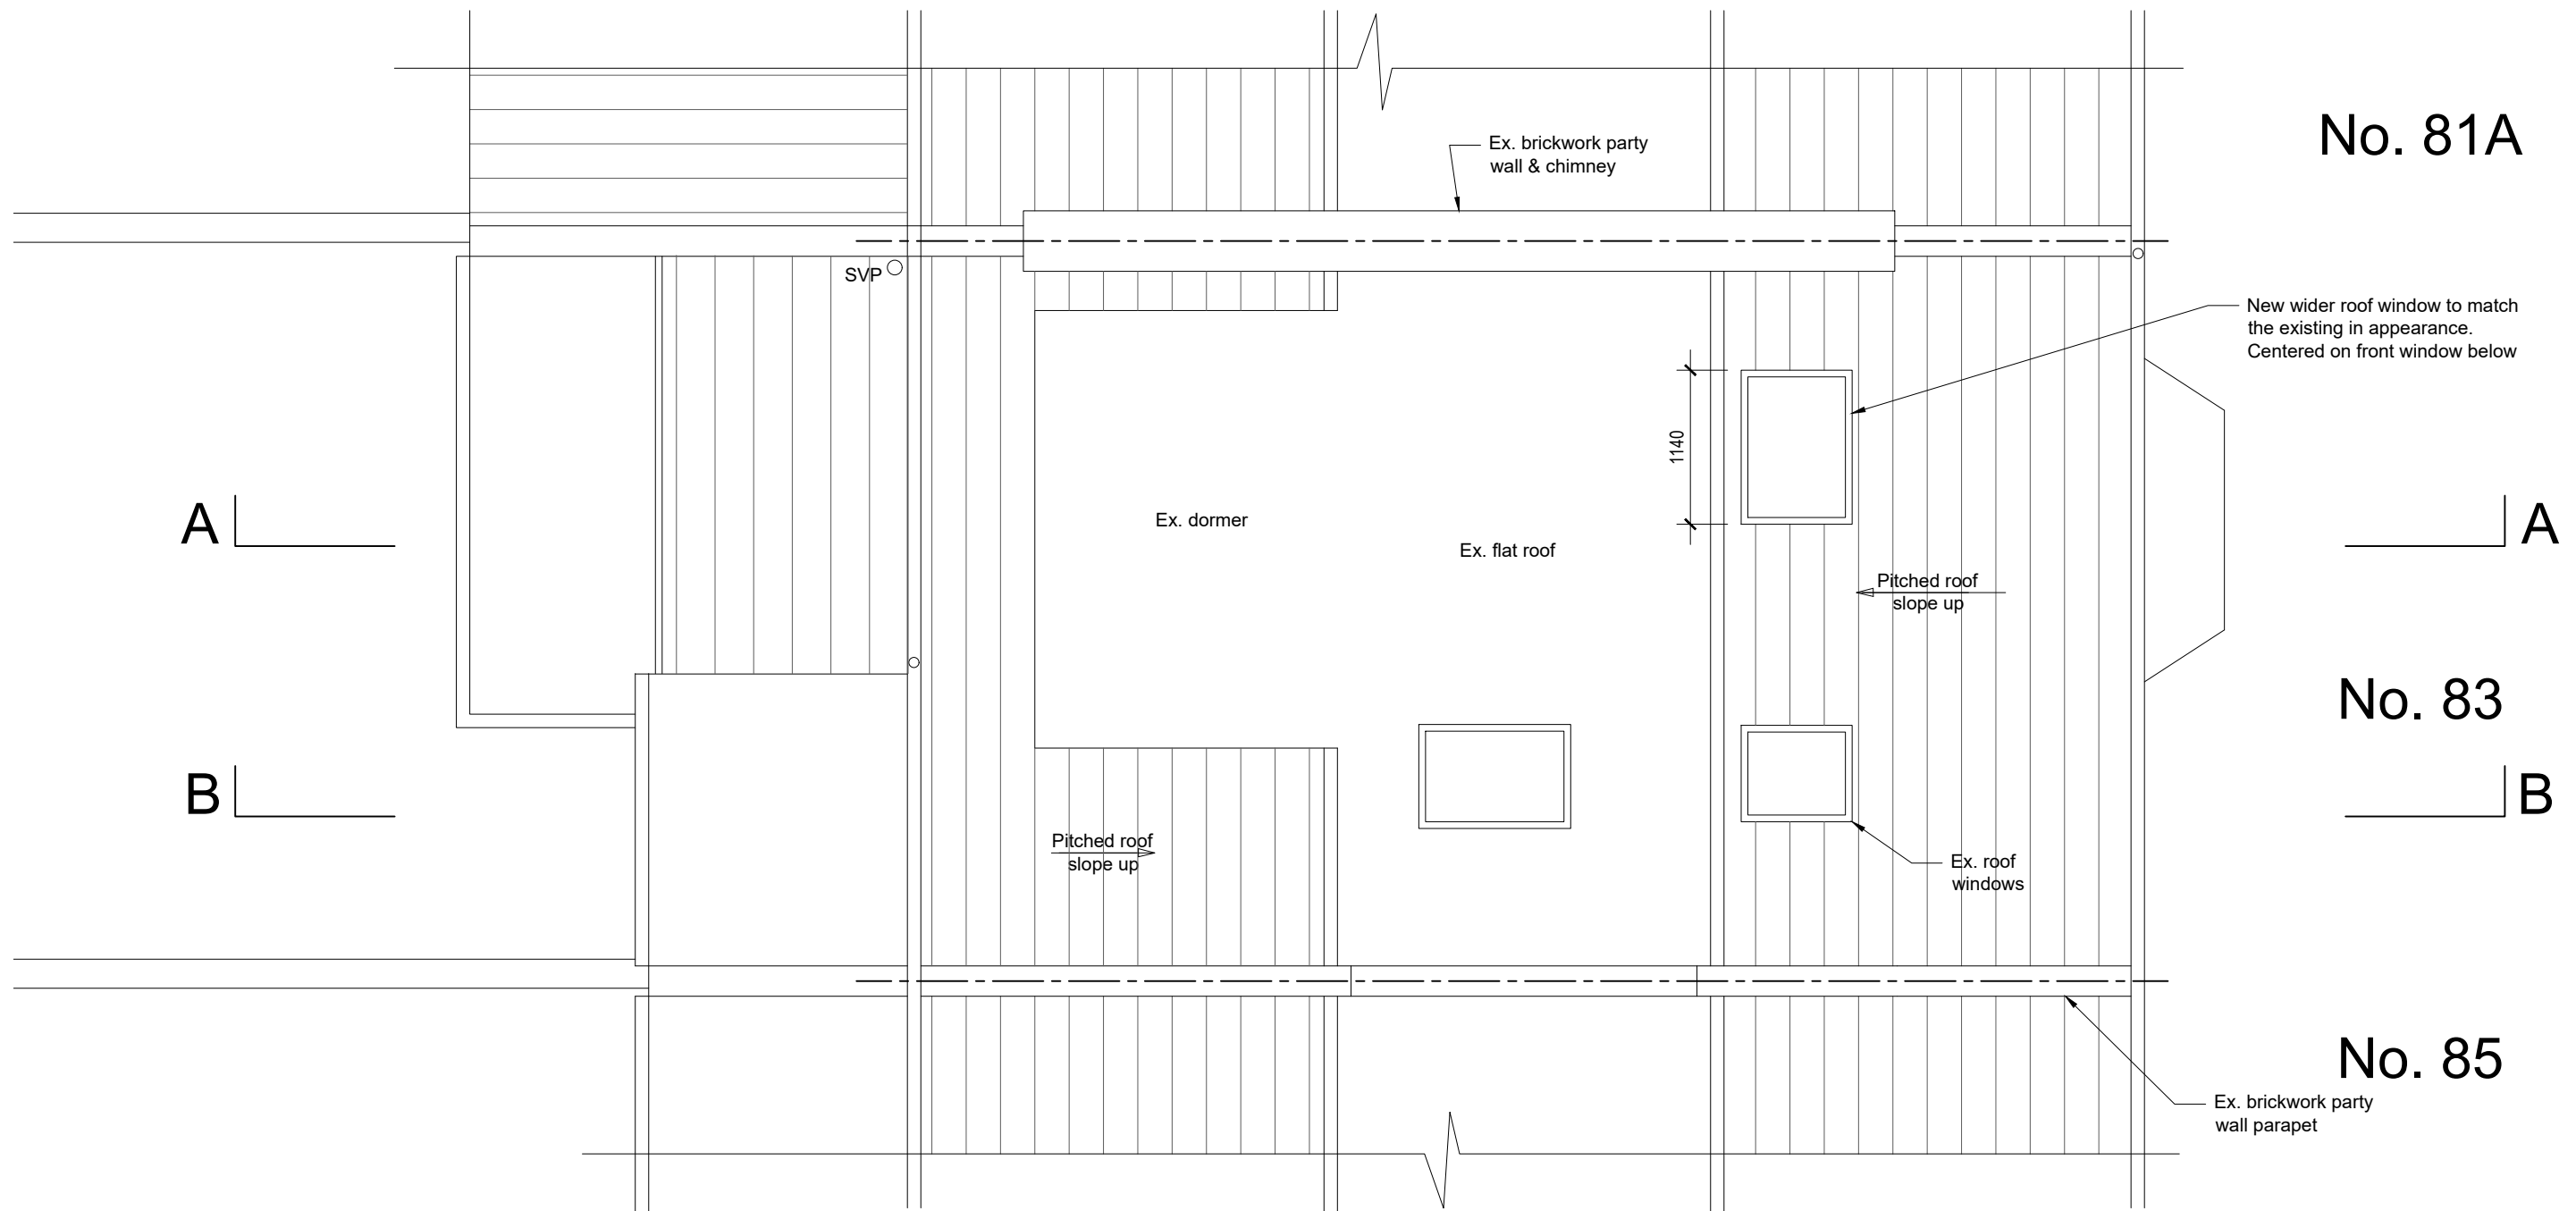 No. 81A
Ex. brickwork party
wall & chimney
SVP
New wider roof window to match
the existing in appearance.
Centered on front window below
1140
A
Ex. dormer
Ex. flat roof
A
Pitched roof
slope up
No. 83
B
B
Pitched roof
slope up
Ex. roof
windows
No. 85
Ex. brickwork party
wall parapet